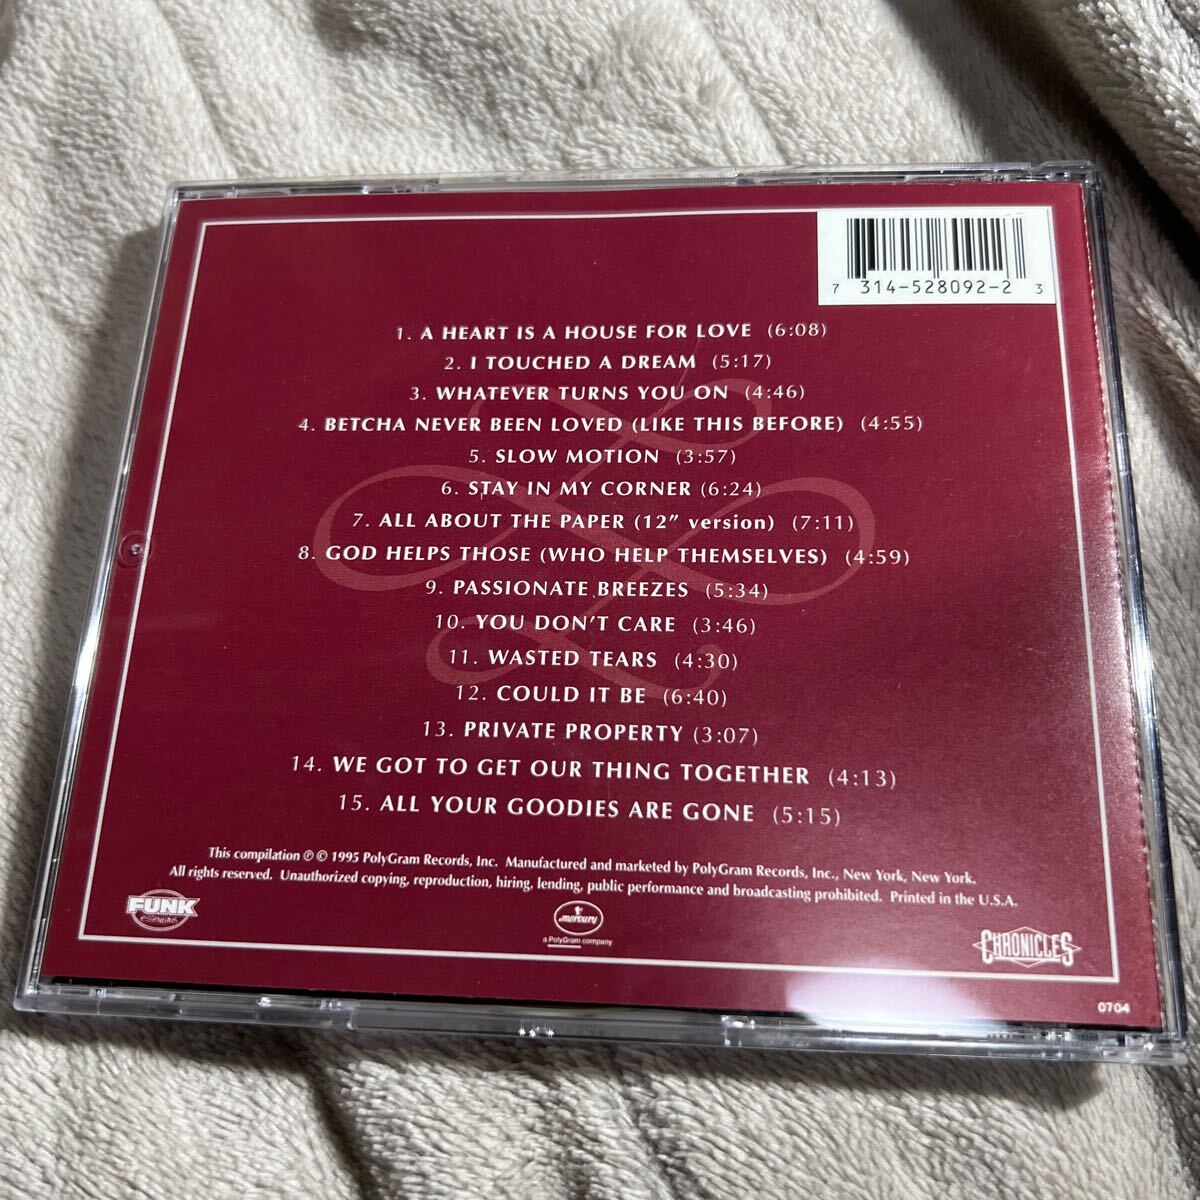 7 314-528092-2 3
1. A HEART IS A HOUSE FOR LOVE (6:08)
2. I TOUCHED A DREAM (5:17)
3. WHATEVER TURNS YOU ON (4:46)
4. BETCHA NEVER BEEN LOVED (LIKE THIS BEFORE) (4:55)
5. SLOW MOTION (3:57)
6. STAY IN MY CORNER (6:24)
7. ALL ABOUT THE PAPER (12" version) (7:11)
8. GOD HELPS THOSE (WHO HELP THEMSELVES) (4:59)
9. PASSIONATE BREEZES (5:34)
10. YOU DON'T CARE (3:46)
11. WASTED TEARS (4:30)
12. COULD IT BE (6:40)
13. PRIVATE PROPERTY (3:07)
14. WE GOT TO GET OUR THING TOGETHER (4:13)
15. ALL YOUR GOODIES ARE GONE (5:15)
This compilation ℗ © 1995 PolyGram Records, Inc. Manufactured and marketed by PolyGram Records, Inc., New York, New York.
All rights reserved. Unauthorized copying, reproduction, hiring, lending, public performance and broadcasting prohibited. Printed in the U.S.A.
FUNK
ESSENTIALS
mercury
a PolyGram company
CHRONICLES
0704